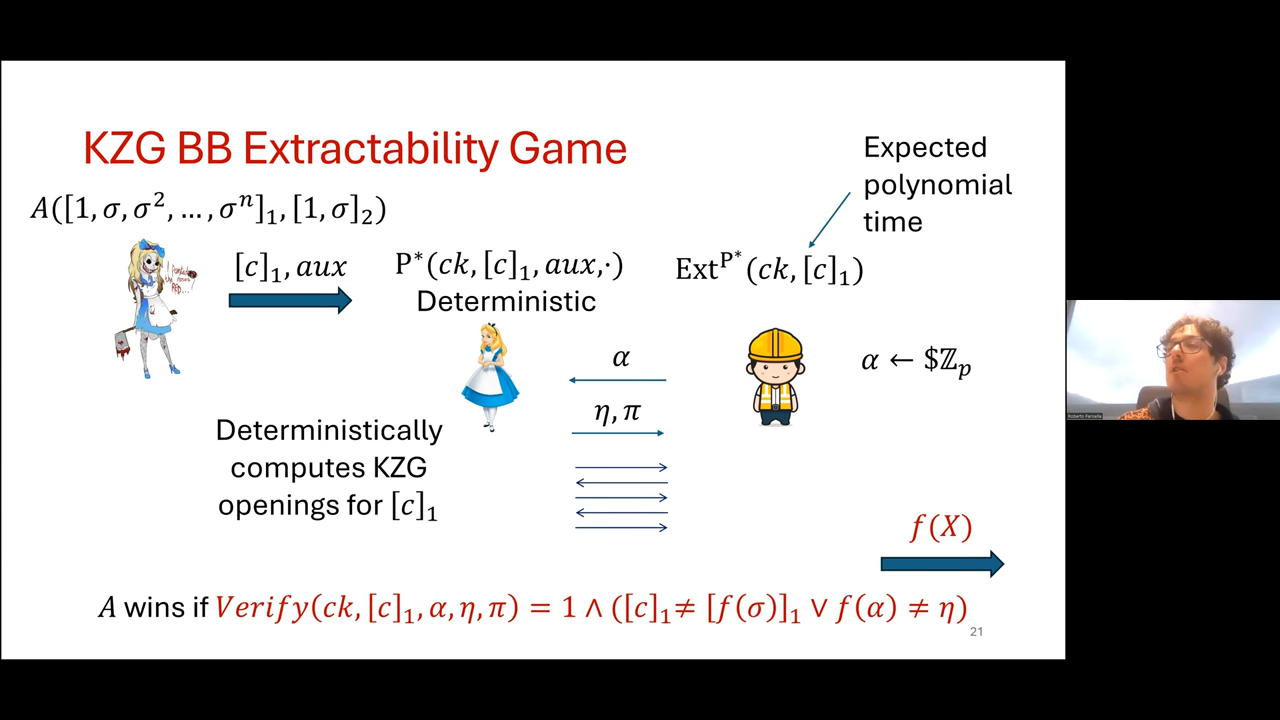 KZG BB Extractability Game
Expected
polynomial
time
A([1, σ, σ², … , σⁿ]₁, [1, σ]₂)
[c]₁, aux
P*(ck, [c]₁, aux,·)
Deterministic
Ext^P*(ck, [c]₁)
α
α ← $ℤₚ
η, π
Deterministically
computes KZG
openings for [c]₁
f(X)
A wins if Verify(ck, [c]₁, α, η, π) = 1 ∧ ([c]₁≠ [f(σ)]₁ ∨ f(α) ≠ η)
21